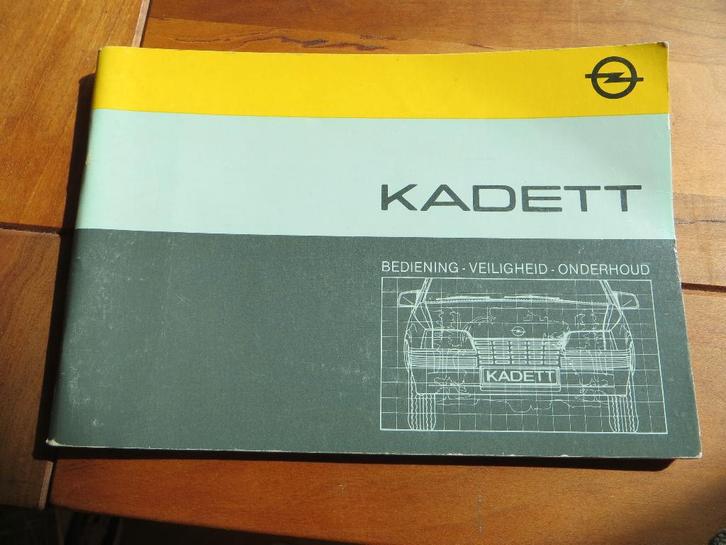 KADETT
BEDIENING - VEILIGHEID - ONDERHOUD
KADETT